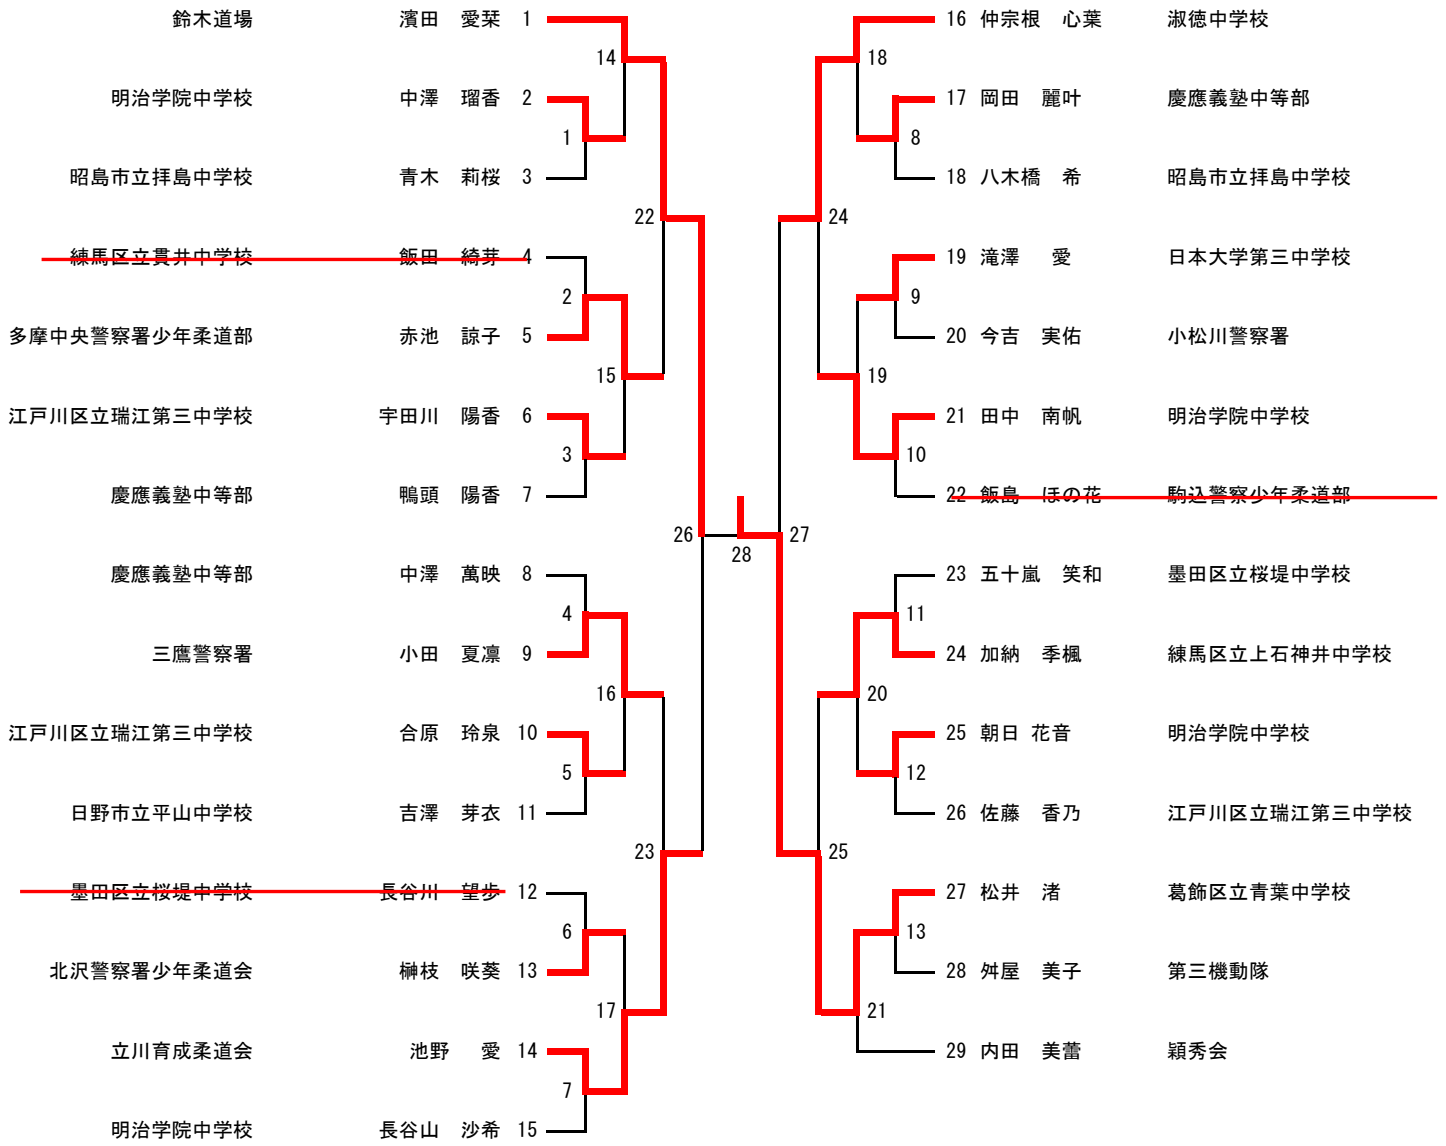 鈴木道場 濱田 愛栞 1
14
明治学院中学校 中澤 瑠香 2
1
昭島市立拝島中学校 青木 莉桜 3
22
練馬区立貫井中学校 飯田 綺芽 4
2
多摩中央警察署少年柔道部 赤池 諒子 5
15
江戸川区立瑞江第三中学校 宇田川 陽香 6
3
慶應義塾中等部 鴨頭 陽香 7
26
慶應義塾中等部 中澤 萬映 8
4
三鷹警察署 小田 夏凛 9
16
江戸川区立瑞江第三中学校 合原 玲泉 10
5
日野市立平山中学校 吉澤 芽衣 11
23
墨田区立桜堤中学校 長谷川 望歩 12
6
北沢警察署少年柔道会 榊枝 咲葵 13
17
立川育成柔道会 池野 愛 14
7
明治学院中学校 長谷山 沙希 15
28
16 仲宗根 心葉 淑徳中学校
18
17 岡田 麗叶 慶應義塾中等部
8
18 八木橋 希 昭島市立拝島中学校
24
19 滝澤 愛 日本大学第三中学校
9
20 今吉 実佑 小松川警察署
19
21 田中 南帆 明治学院中学校
10
22 飯島 ほの花 駒込警察少年柔道部
27
23 五十嵐 笑和 墨田区立桜堤中学校
11
24 加納 季楓 練馬区立上石神井中学校
20
25 朝日 花音 明治学院中学校
12
26 佐藤 香乃 江戸川区立瑞江第三中学校
25
27 松井 渚 葛飾区立青葉中学校
13
28 舛屋 美子 第三機動隊
21
29 内田 美蕾 穎秀会